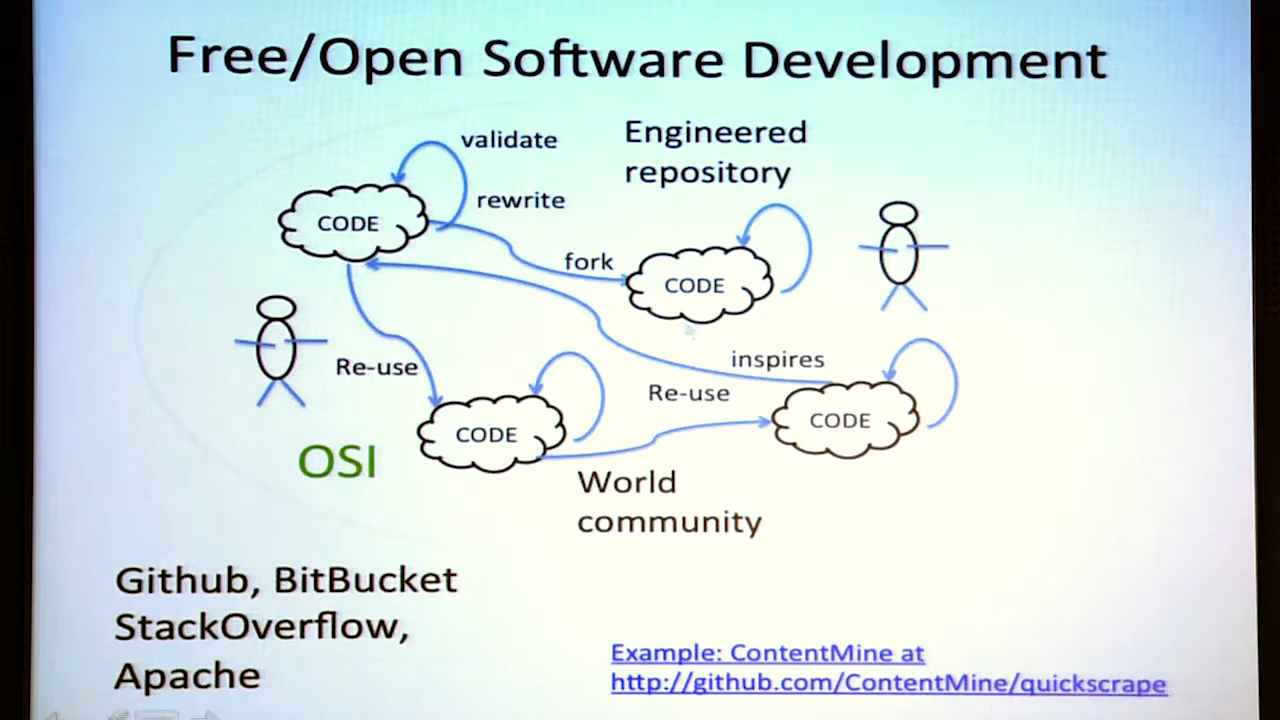 Free/Open Software Development
validate
Engineered
repository
rewrite
CODE
fork
CODE
inspires
Re-use
Re-use
CODE
CODE
OSI
World
community
Github, BitBucket
StackOverflow,
Apache
Example: ContentMine at
http://github.com/ContentMine/quickscrape